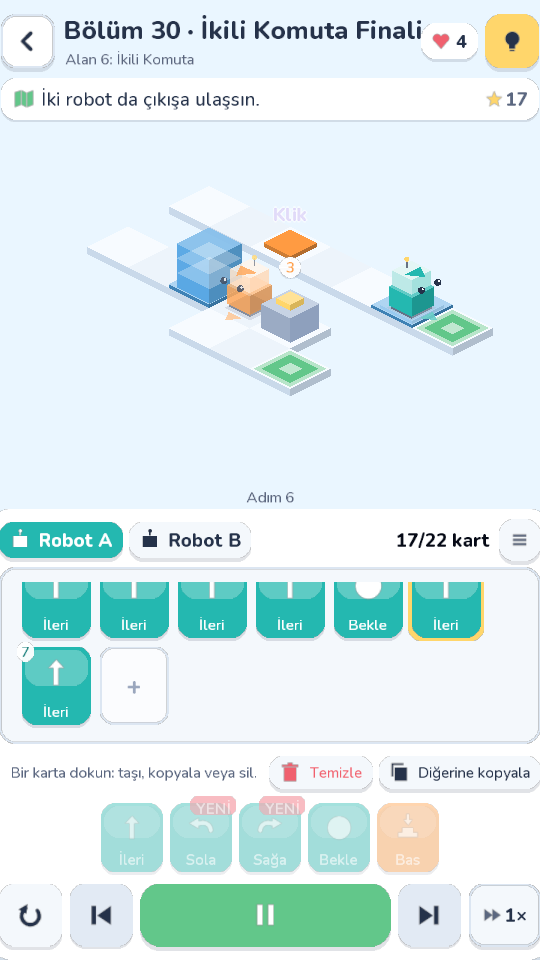 Bölüm 30 · İkili Komuta Finali
4
Alan 6: İkili Komuta
İki robot da çıkışa ulaşsın.
17
Klik
3
Adım 6
Robot A
Robot B
17/22 kart
İleri
İleri
İleri
İleri
Bekle
İleri
7
İleri
+
Bir karta dokun: taşı, kopyala veya sil.
Temizle
Diğerine kopyala
YENİ
YENİ
İleri
Sola
Sağa
Bekle
Bas
1×